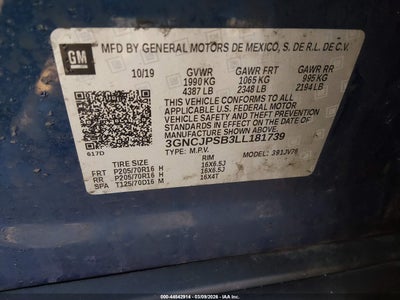 GM
MFD BY GENERAL MOTORS DE MEXICO, S. DE R.L. DE C.V.
10/19 GVWR GAWR FRT GAWR RR
1990 KG 1065 KG 995 KG
4387 LB 2348 LB 2194 LB
THIS VEHICLE CONFORMS TO ALL
APPLICABLE U.S. FEDERAL MOTOR
VEHICLE SAFETY AND THEFT PREVENTION
STANDARDS IN EFFECT ON THE DATE OF
MANUFACTURE SHOWN ABOVE.
3GNCJPSB3LL181739
617D TYPE: M.P.V. MODEL: 391JV76
TIRE SIZE RIM
FRT P205/70R16 H 16X6.5J
RR P205/70R16 H 16X6.5J
SPA T125/70D16 M 16X4T
000-44542914 - 03/09/2026 - IAA Inc.